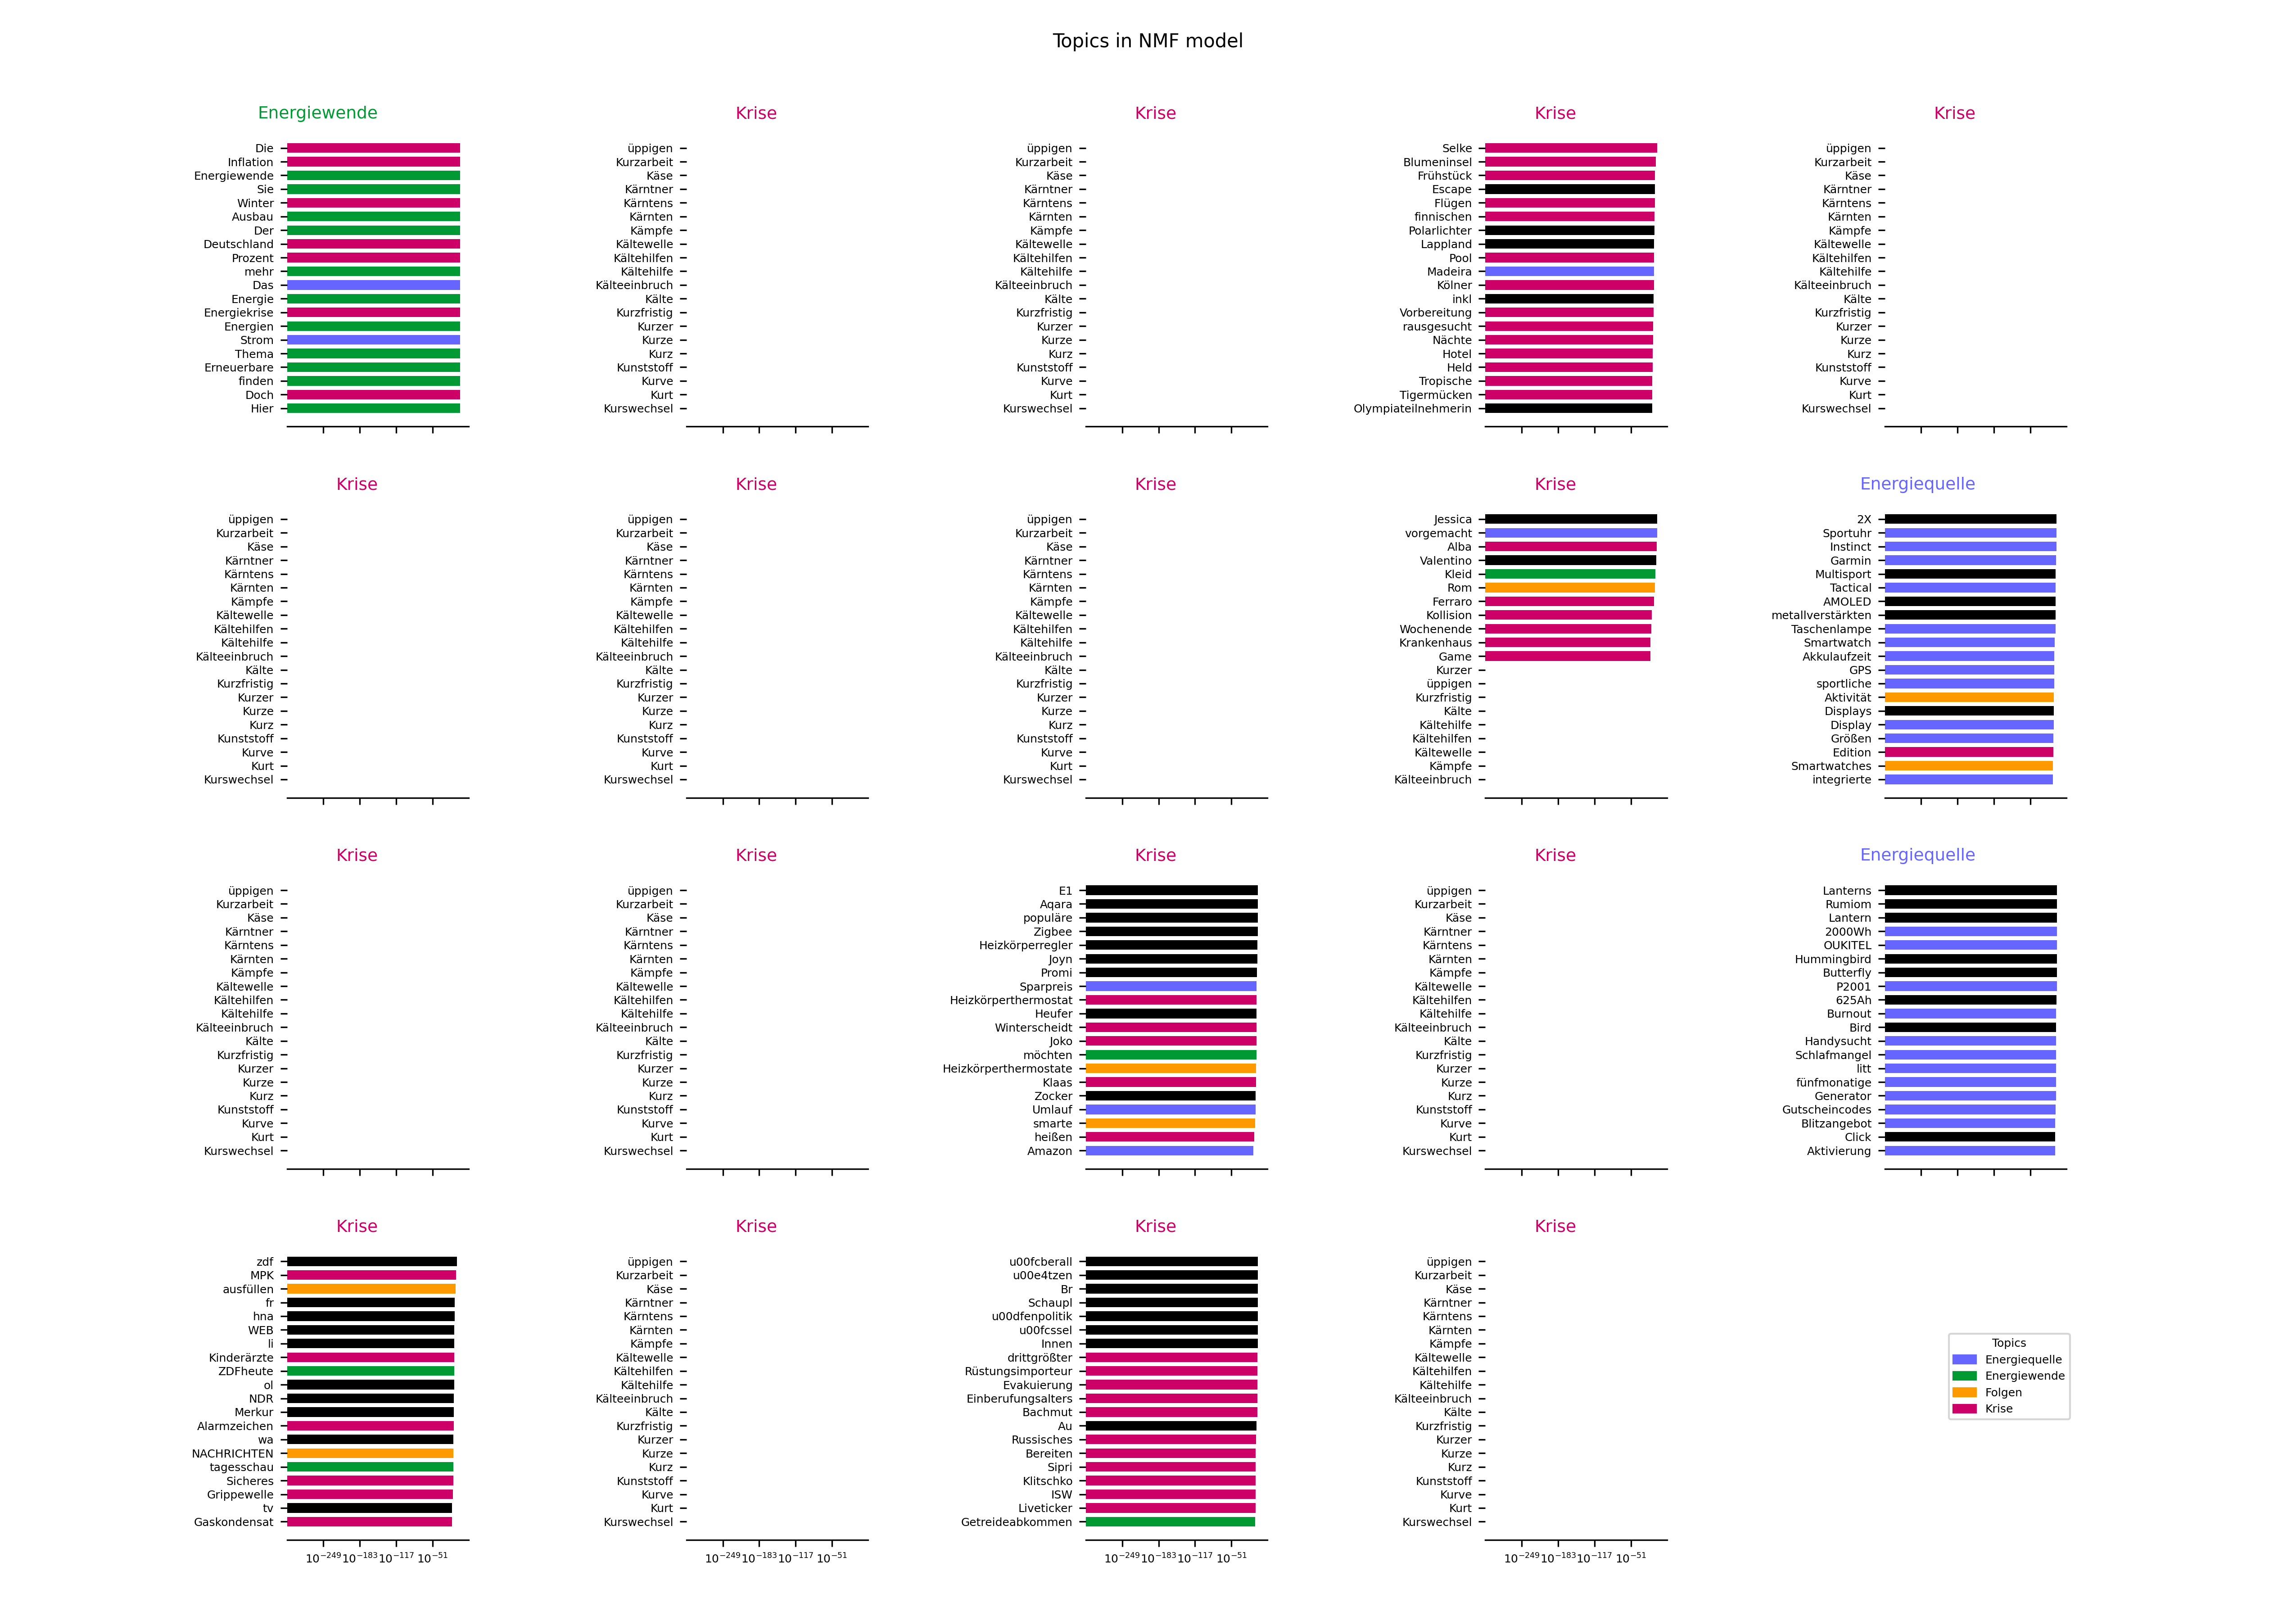 Topics in NMF model
Energiewende
Die
Inflation
Energiewende
Sie
Winter
Ausbau
Der
Deutschland
Prozent
mehr
Das
Energie
Energiekrise
Energien
Strom
Thema
Erneuerbare
finden
Doch
Hier
Krise
üppigen
Kurzarbeit
Käse
Kärntner
Kärntens
Kärnten
Kämpfe
Kältewelle
Kältehilfen
Kältehilfe
Kälteeinbruch
Kälte
Kurzfristig
Kurzer
Kurze
Kurz
Kunststoff
Kurve
Kurt
Kurswechsel
Krise
üppigen
Kurzarbeit
Käse
Kärntner
Kärntens
Kärnten
Kämpfe
Kältewelle
Kältehilfen
Kältehilfe
Kälteeinbruch
Kälte
Kurzfristig
Kurzer
Kurze
Kurz
Kunststoff
Kurve
Kurt
Kurswechsel
Krise
Selke
Blumeninsel
Frühstück
Escape
Flügen
finnischen
Polarlichter
Lappland
Pool
Madeira
Kölner
inkl
Vorbereitung
rausgesucht
Nächte
Hotel
Held
Tropische
Tigermücken
Olympiateilnehmerin
Krise
üppigen
Kurzarbeit
Käse
Kärntner
Kärntens
Kärnten
Kämpfe
Kältewelle
Kältehilfen
Kältehilfe
Kälteeinbruch
Kälte
Kurzfristig
Kurzer
Kurze
Kurz
Kunststoff
Kurve
Kurt
Kurswechsel
Krise
üppigen
Kurzarbeit
Käse
Kärntner
Kärntens
Kärnten
Kämpfe
Kältewelle
Kältehilfen
Kältehilfe
Kälteeinbruch
Kälte
Kurzfristig
Kurzer
Kurze
Kurz
Kunststoff
Kurve
Kurt
Kurswechsel
Krise
üppigen
Kurzarbeit
Käse
Kärntner
Kärntens
Kärnten
Kämpfe
Kältewelle
Kältehilfen
Kältehilfe
Kälteeinbruch
Kälte
Kurzfristig
Kurzer
Kurze
Kurz
Kunststoff
Kurve
Kurt
Kurswechsel
Krise
üppigen
Kurzarbeit
Käse
Kärntner
Kärntens
Kärnten
Kämpfe
Kältewelle
Kältehilfen
Kältehilfe
Kälteeinbruch
Kälte
Kurzfristig
Kurzer
Kurze
Kurz
Kunststoff
Kurve
Kurt
Kurswechsel
Krise
Jessica
vorgemacht
Alba
Valentino
Kleid
Rom
Ferraro
Kollision
Wochenende
Krankenhaus
Game
Kurzer
üppigen
Kurzfristig
Kälte
Kältehilfe
Kältehilfen
Kältewelle
Kämpfe
Kälteeinbruch
Energiequelle
2X
Sportuhr
Instinct
Garmin
Multisport
Tactical
AMOLED
metallverstärkten
Taschenlampe
Smartwatch
Akkulaufzeit
GPS
sportliche
Aktivität
Displays
Display
Größen
Edition
Smartwatches
integrierte
Krise
üppigen
Kurzarbeit
Käse
Kärntner
Kärntens
Kärnten
Kämpfe
Kältewelle
Kältehilfen
Kältehilfe
Kälteeinbruch
Kälte
Kurzfristig
Kurzer
Kurze
Kurz
Kunststoff
Kurve
Kurt
Kurswechsel
Krise
üppigen
Kurzarbeit
Käse
Kärntner
Kärntens
Kärnten
Kämpfe
Kältewelle
Kältehilfen
Kältehilfe
Kälteeinbruch
Kälte
Kurzfristig
Kurzer
Kurze
Kurz
Kunststoff
Kurve
Kurt
Kurswechsel
Krise
E1
Aqara
populäre
Zigbee
Heizkörperregler
Joyn
Promi
Sparpreis
Heizkörperthermostat
Heufer
Winterscheidt
Joko
möchten
Heizkörperthermostate
Klaas
Zocker
Umlauf
smarte
heißen
Amazon
Krise
üppigen
Kurzarbeit
Käse
Kärntner
Kärntens
Kärnten
Kämpfe
Kältewelle
Kältehilfen
Kältehilfe
Kälteeinbruch
Kälte
Kurzfristig
Kurzer
Kurze
Kurz
Kunststoff
Kurve
Kurt
Kurswechsel
Energiequelle
Lanterns
Rumiom
Lantern
2000Wh
OUKITEL
Hummingbird
Butterfly
P2001
625Ah
Burnout
Bird
Handysucht
Schlafmangel
litt
fünfmonatige
Generator
Gutscheincodes
Blitzangebot
Click
Aktivierung
Krise
zdf
MPK
ausfüllen
fr
hna
WEB
li
Kinderärzte
ZDFheute
ol
NDR
Merkur
Alarmzeichen
wa
NACHRICHTEN
tagesschau
Sicheres
Grippewelle
tv
Gaskondensat
10⁻²⁴⁹ 10⁻¹⁸³ 10⁻¹¹⁷ 10⁻⁵¹
Krise
üppigen
Kurzarbeit
Käse
Kärntner
Kärntens
Kärnten
Kämpfe
Kältewelle
Kältehilfen
Kältehilfe
Kälteeinbruch
Kälte
Kurzfristig
Kurzer
Kurze
Kurz
Kunststoff
Kurve
Kurt
Kurswechsel
10⁻²⁴⁹ 10⁻¹⁸³ 10⁻¹¹⁷ 10⁻⁵¹
Krise
u00fcberall
u00e4tzen
Br
Schaupl
u00dfenpolitik
u00fcssel
Innen
drittgrößter
Rüstungsimporteur
Evakuierung
Einberufungsalters
Bachmut
Au
Russisches
Bereiten
Sipri
Klitschko
ISW
Liveticker
Getreideabkommen
10⁻²⁴⁹ 10⁻¹⁸³ 10⁻¹¹⁷ 10⁻⁵¹
Krise
üppigen
Kurzarbeit
Käse
Kärntner
Kärntens
Kärnten
Kämpfe
Kältewelle
Kältehilfen
Kältehilfe
Kälteeinbruch
Kälte
Kurzfristig
Kurzer
Kurze
Kurz
Kunststoff
Kurve
Kurt
Kurswechsel
10⁻²⁴⁹ 10⁻¹⁸³ 10⁻¹¹⁷ 10⁻⁵¹
Topics
Energiequelle
Energiewende
Folgen
Krise